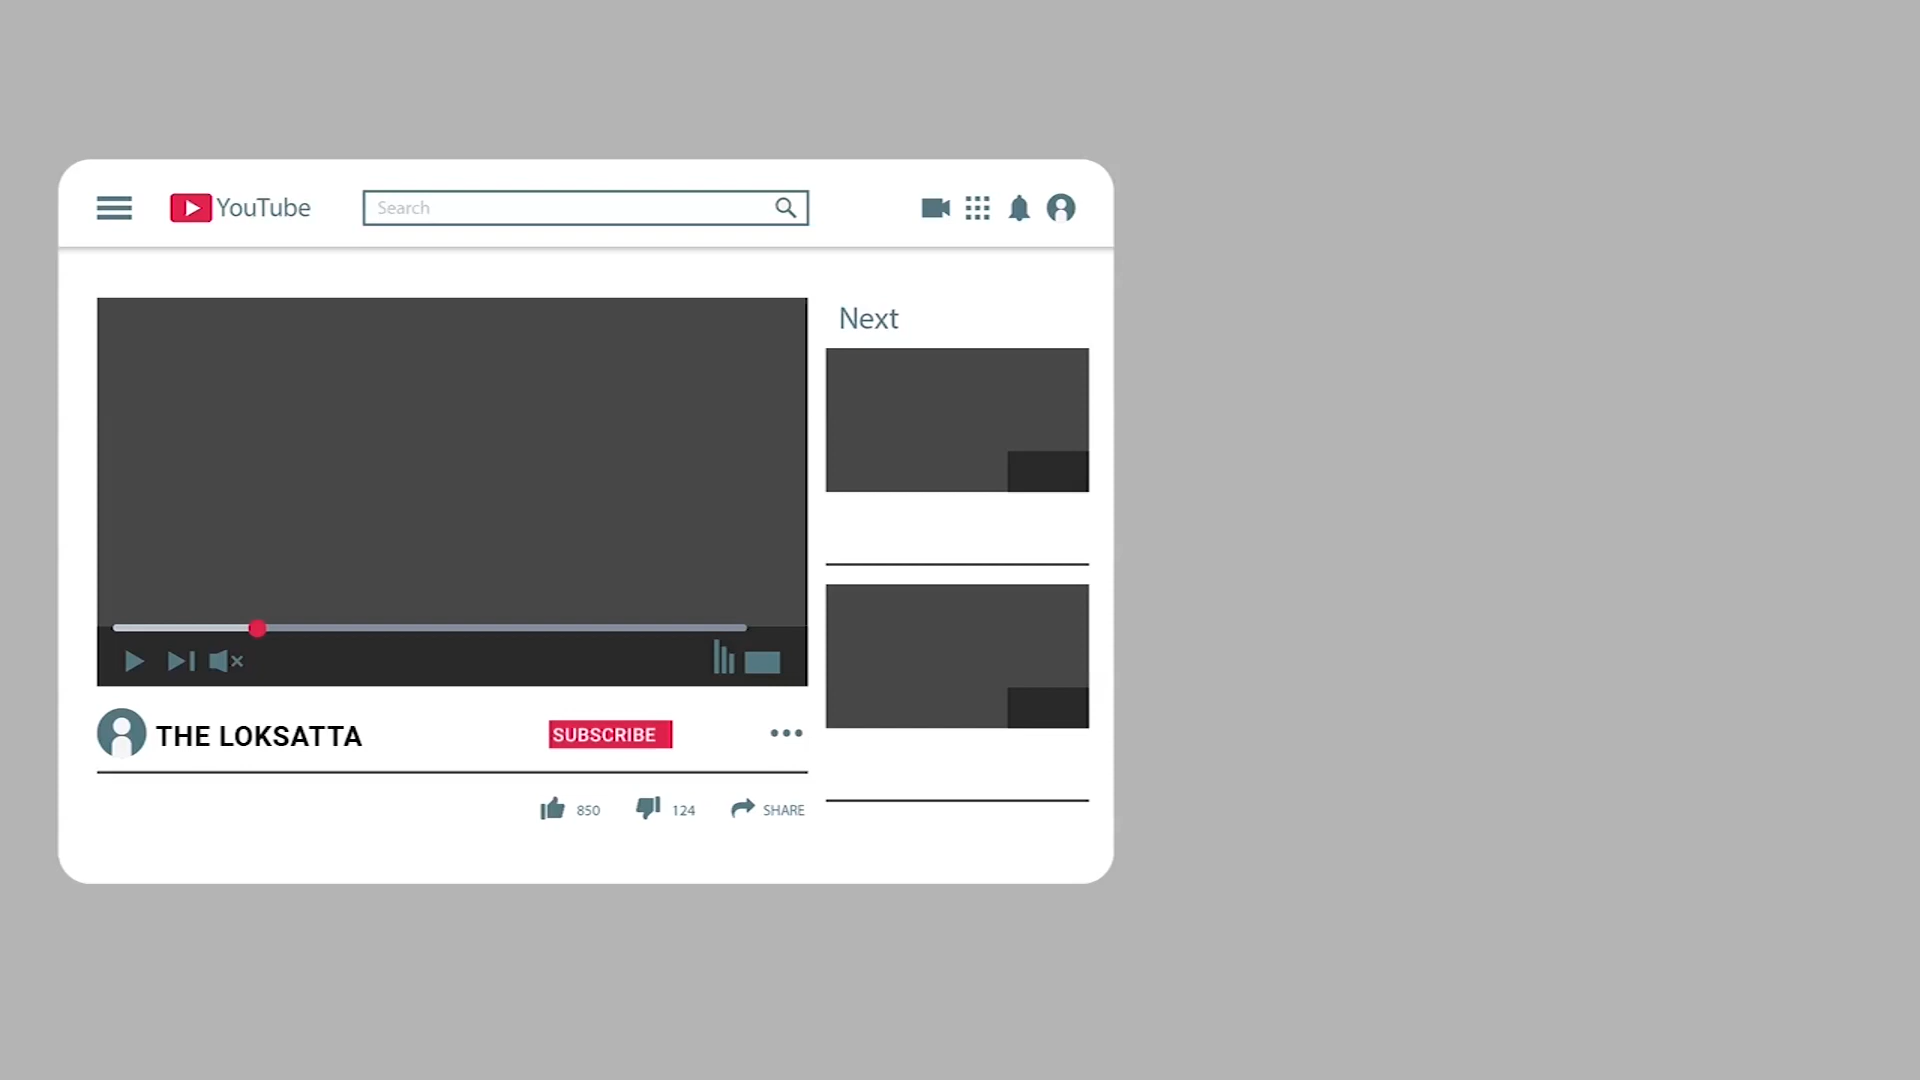 YouTube
Search
Next
THE LOKSATTA
SUBSCRIBE
850
124
SHARE